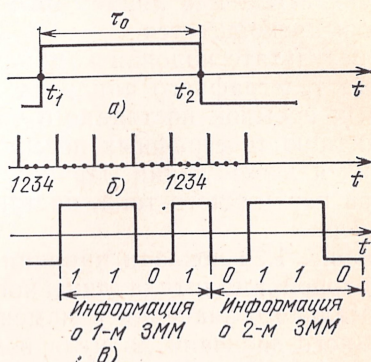 τ₀
t₁ t₂ t
а)
1234 1234 t
б)
t
1 1 0 1 0 1 1 0
Информация Информация
о 1-м ЗММ о 2-м ЗММ
в)